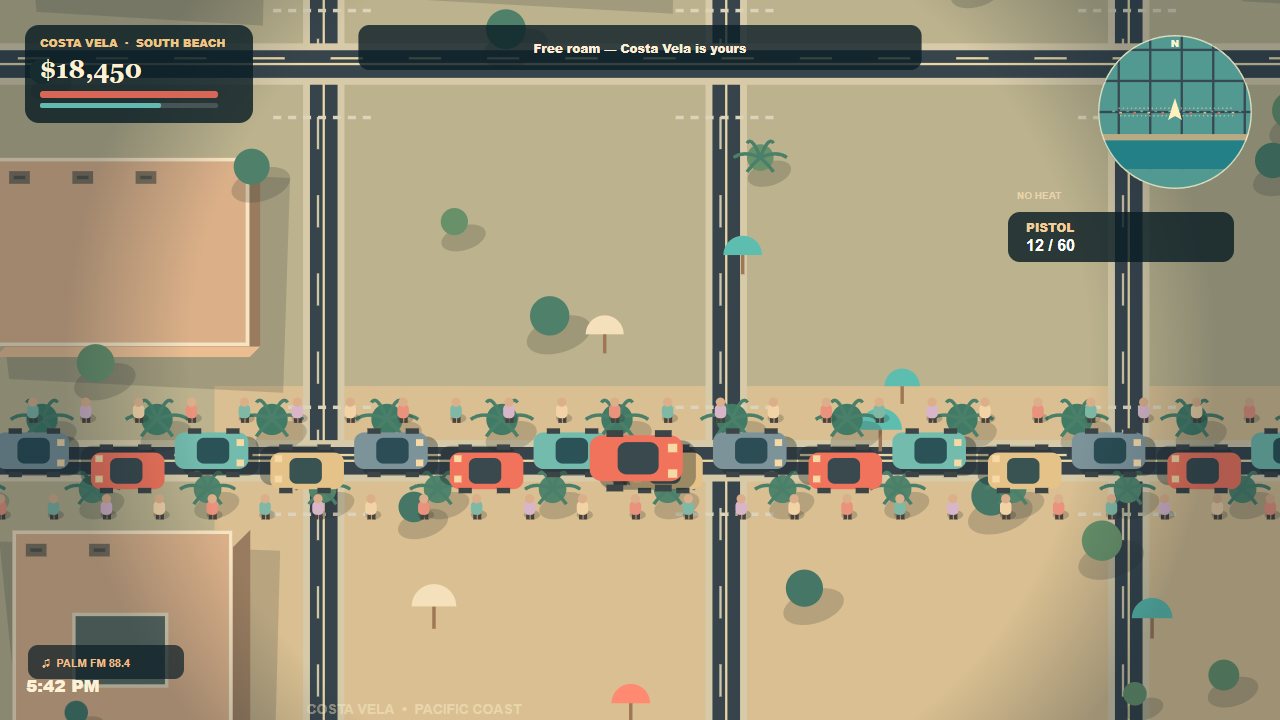 COSTA VELA • SOUTH BEACH
$18,450
Free roam — Costa Vela is yours
N
NO HEAT
PISTOL
12 / 60
♫ PALM FM 88.4
5:42 PM
COSTA VELA • PACIFIC COAST